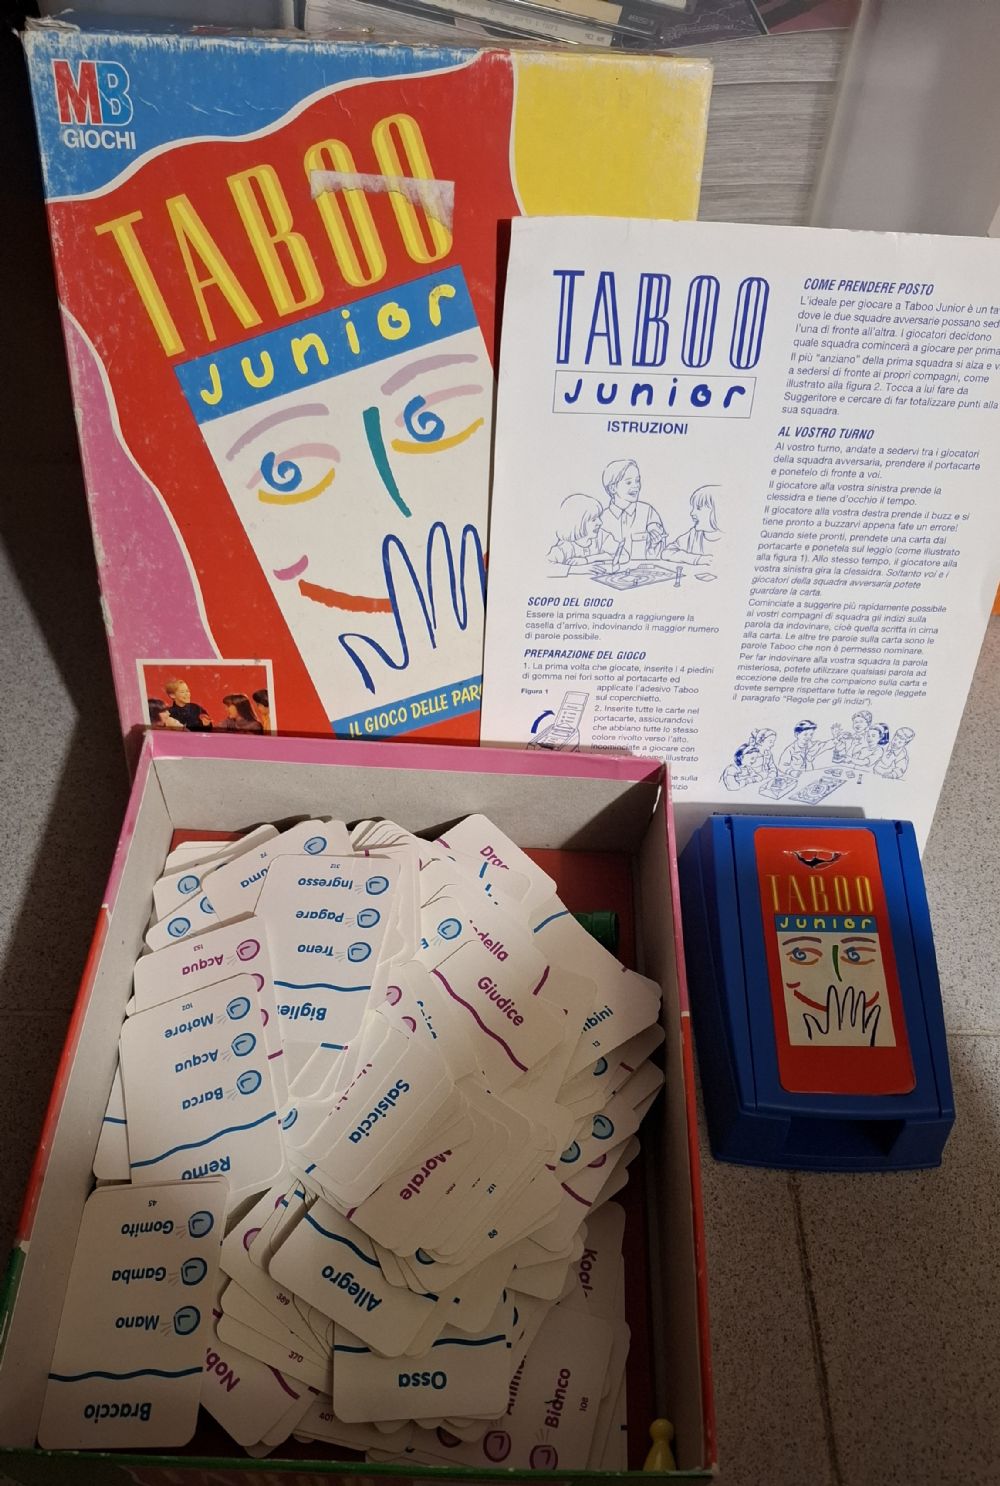 MB
GIOCHI
TABOO
Junior
IL GIOCO DELLE
TABOO
Junior
ISTRUZIONI
SCOPO DEL GIOCO
Essere la prima squadra a raggiungere la
casella d'arrivo, indovinando il maggior numero
di parole possibile.
PREPARAZIONE DEL GIOCO
1. La prima volta che giocate, inserite i 4 piedini
di gomma nei fori sotto al portacarte ed
Figura 1
applicate l'adesivo Taboo
sul coperchietto.
2. Inserite tutte le carte nel
portacarte, assicurandovi
che abbiano tutte lo stesso
colore rivolto verso l'alto.
Incominciate a giocare con
illustrato
sulla
COME PRENDERE POSTO
L'ideale per giocare a Taboo Junior è un
dove le due squadre avversarie possano
l'una di fronte all'altra. I giocatori decidono
quale squadra comincerà a giocare per prima
Il più "anziano" della prima squadra si alza e
a sedersi di fronte ai propri compagni, come
illustrato alla figura 2. Tocca a lui fare da
Suggeritore e cercare di far totalizzare punti alla
sua squadra.
AL VOSTRO TURNO
Al vostro turno, andate a sedervi tra i giocatori
della squadra avversaria, prendere il portacarte
e ponetelo di fronte a voi.
Il giocatore alla vostra sinistra prende la
clessidra e tiene d'occhio il tempo.
Il giocatore alla vostra destra prende il buzz e si
tiene pronto a buzzarvi appena fate un errore!
Quando siete pronti, prendete una carta dal
portacarte e ponetela sul leggio (come illustrato
alla figura 1). Allo stesso tempo, il giocatore alla
vostra sinistra gira la clessidra. Soltanto voi e i
giocatori della squadra avversaria potete
guardare la carta.
Cominciate a suggerire più rapidamente possibile
ai vostri compagni di squadra gli indizi sulla
parola da indovinare, cioè quella scritta in cima
alla carta. Le altre tre parole sulla carta sono le
parole Taboo che non è permesso nominare.
Per far indovinare alla vostra squadra la parola
misteriosa, potete utilizzare qualsiasi parola ad
eccezione delle tre che compaiono sulla carta e
dovete sempre rispettare tutte le regole (leggete
il paragrafo "Regole per gli indizi").
TABOO
Junior
312
Ingresso
Pagare
Treno
153
Acqua
102
Motore
Acqua
Barca
Remo
45
Gomito
Gamba
Mano
Braccio
Giudice
13
Salsiccia
Morale
211
88
Allegro
389
370
401
Ossa
Bianco
108